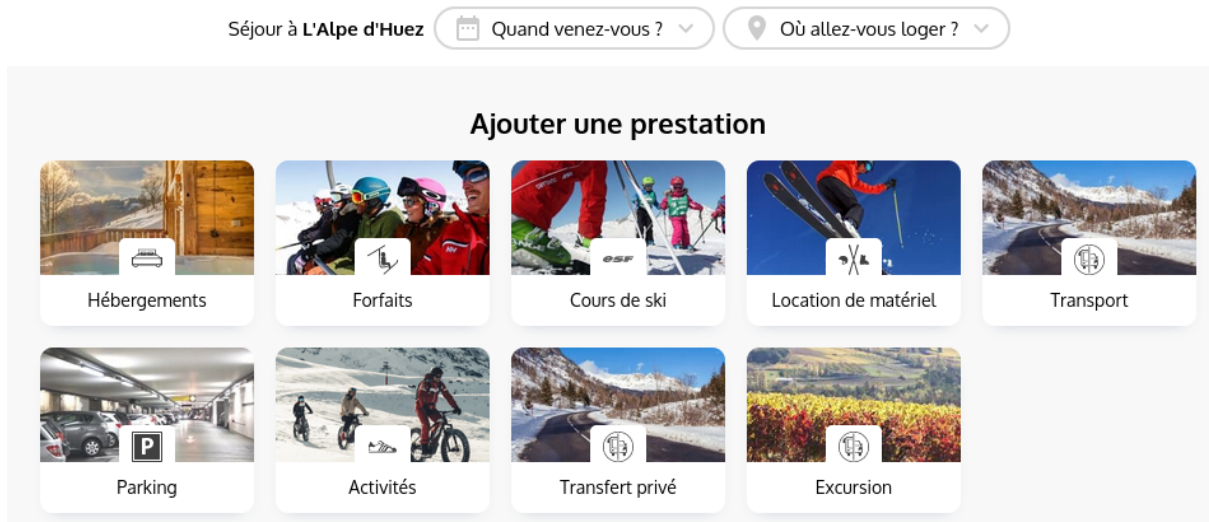 Séjour à L'Alpe d'Huez Quand venez-vous ? Où allez-vous loger ?
Ajouter une prestation
esf
Hébergements Forfaits Cours de ski Location de matériel Transport
P
Parking Activités Transfert privé Excursion